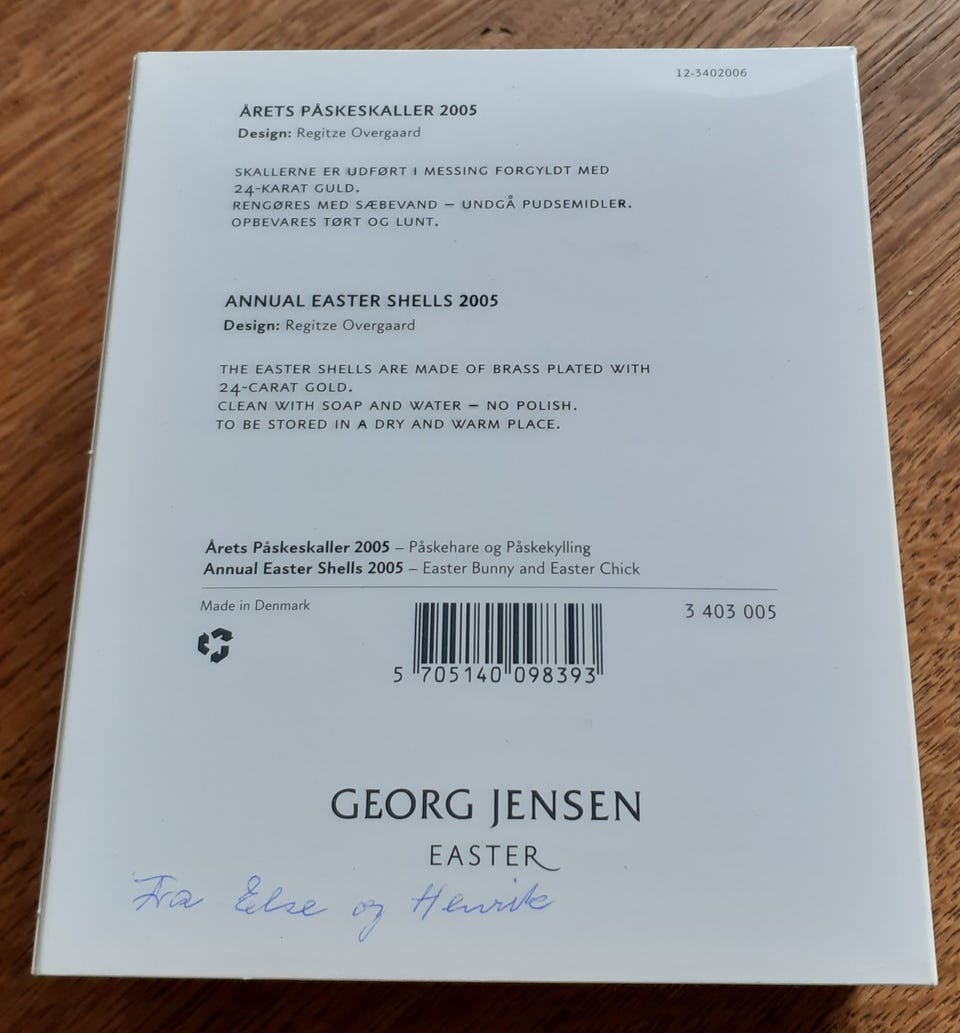 12-3402006
ÅRETS PÅSKESKALLER 2005
Design: Regitze Overgaard
SKALLERNE ER UDFØRT I MESSING FORGYLDT MED
24-KARAT GULD.
RENGØRES MED SÆBEVAND – UNDGÅ PUDSEMIDLER.
OPBEVARES TØRT OG LUNT.
ANNUAL EASTER SHELLS 2005
Design: Regitze Overgaard
THE EASTER SHELLS ARE MADE OF BRASS PLATED WITH
24-CARAT GOLD.
CLEAN WITH SOAP AND WATER – NO POLISH.
TO BE STORED IN A DRY AND WARM PLACE.
Årets Påskeskaller 2005 – Påskehare og Påskekylling
Annual Easter Shells 2005 – Easter Bunny and Easter Chick
Made in Denmark
3 403 005
5 705140 098393
GEORG JENSEN
EASTER
Fra Else og Henrik